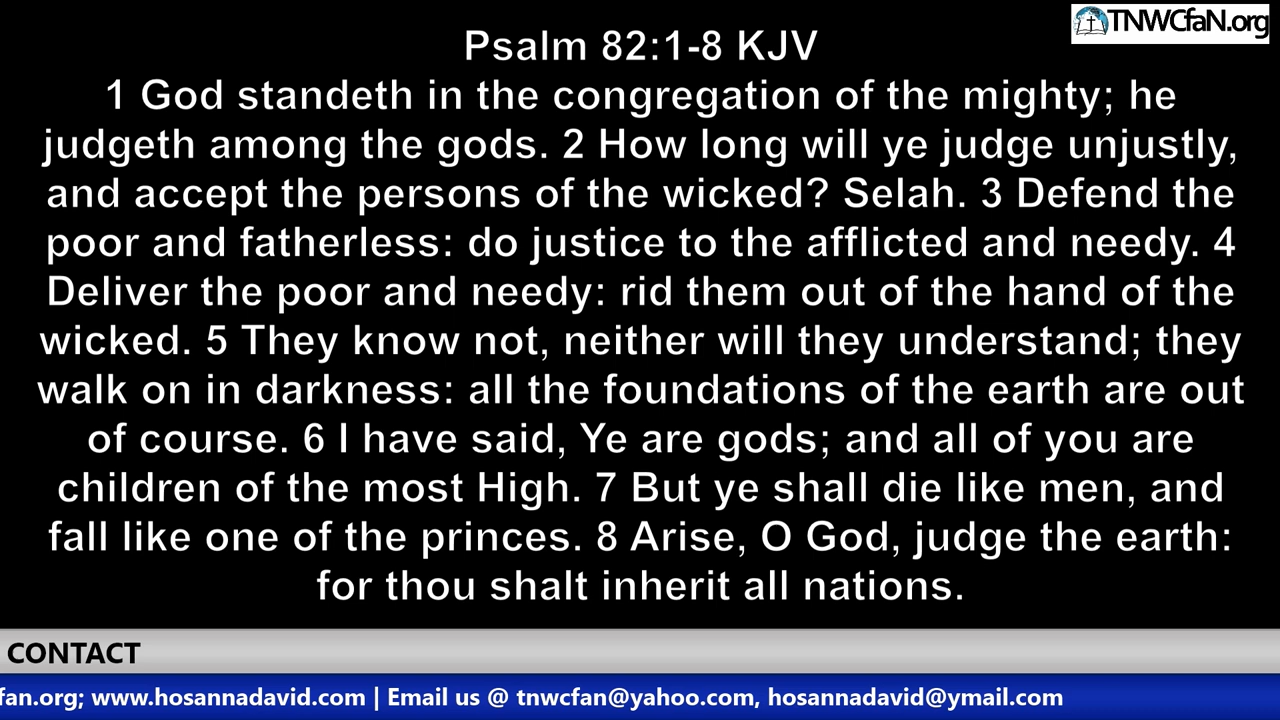 TNWCfaN.org
Psalm 82:1-8 KJV
1 God standeth in the congregation of the mighty; he
judgeth among the gods. 2 How long will ye judge unjustly,
and accept the persons of the wicked? Selah. 3 Defend the
poor and fatherless: do justice to the afflicted and needy. 4
Deliver the poor and needy: rid them out of the hand of the
wicked. 5 They know not, neither will they understand; they
walk on in darkness: all the foundations of the earth are out
of course. 6 I have said, Ye are gods; and all of you are
children of the most High. 7 But ye shall die like men, and
fall like one of the princes. 8 Arise, O God, judge the earth:
for thou shalt inherit all nations.
CONTACT
fan.org; www.hosannadavid.com | Email us @ tnwcfan@yahoo.com, hosannadavid@ymail.com